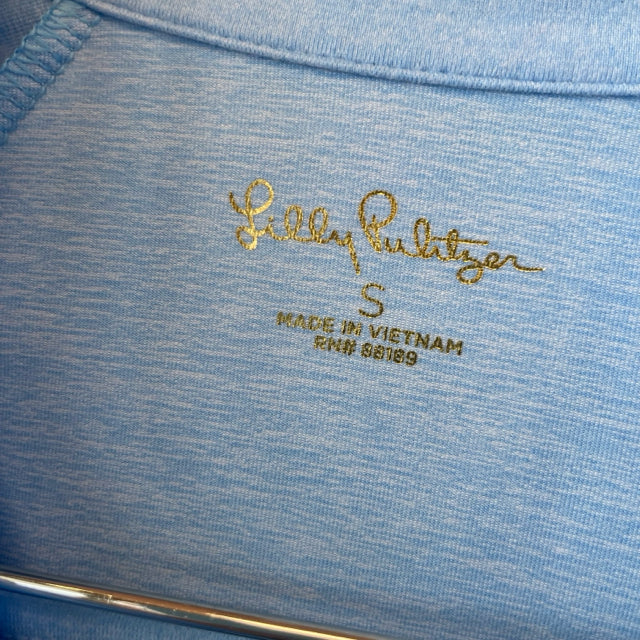 Lilly Pulitzer
S
MADE IN VIETNAM
RN# 88189